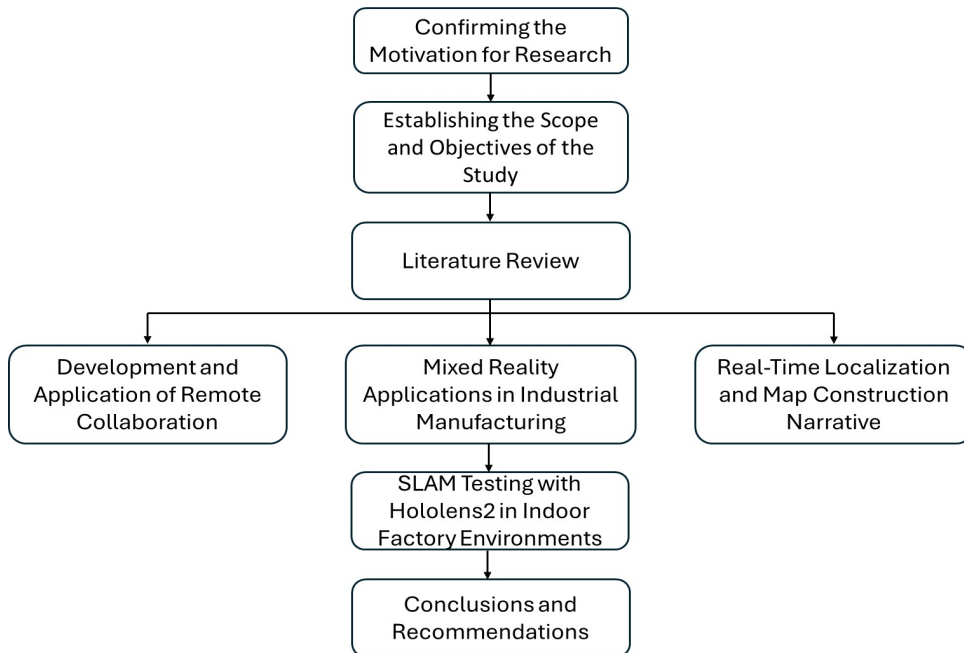 Confirming the
Motivation for Research
Establishing the Scope
and Objectives of the
Study
Literature Review
Development and
Application of Remote
Collaboration
Mixed Reality
Applications in Industrial
Manufacturing
Real-Time Localization
and Map Construction
Narrative
SLAM Testing with
Hololens2 in Indoor
Factory Environments
Conclusions and
Recommendations